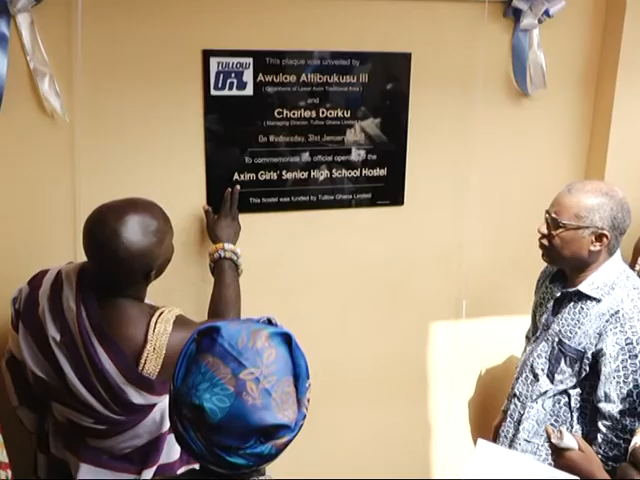 TULLOW
OIL
This plaque was unveiled by
Awulae Attibrukusu III
( Omanhene of Lower Axim Traditional Area )
and
Charles Darku
( Managing Director, Tullow Ghana Limited )
On Wednesday, 31st January
To commemorate the official opening of the
Axim Girls' Senior High School Hostel
This hostel was funded by Tullow Ghana Limited